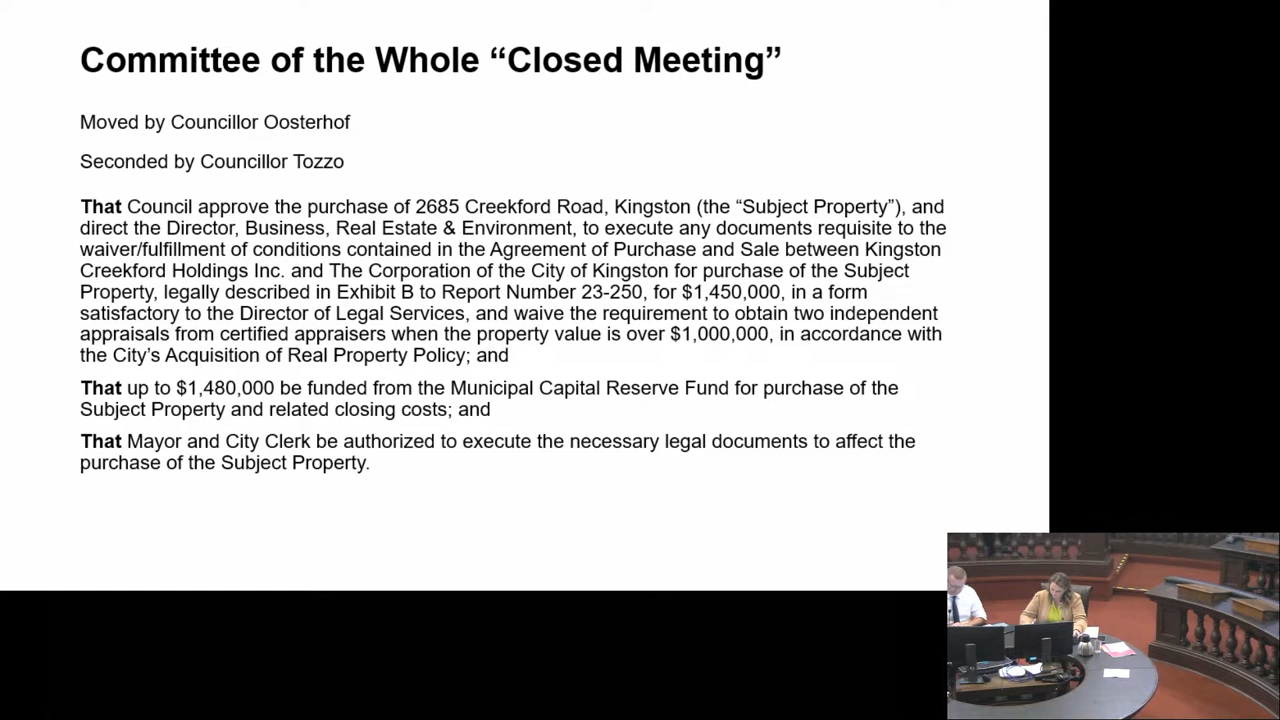 Committee of the Whole “Closed Meeting”
Moved by Councillor Oosterhof
Seconded by Councillor Tozzo
That Council approve the purchase of 2685 Creekford Road, Kingston (the “Subject Property”), and
direct the Director, Business, Real Estate & Environment, to execute any documents requisite to the
waiver/fulfillment of conditions contained in the Agreement of Purchase and Sale between Kingston
Creekford Holdings Inc. and The Corporation of the City of Kingston for purchase of the Subject
Property, legally described in Exhibit B to Report Number 23-250, for $1,450,000, in a form
satisfactory to the Director of Legal Services, and waive the requirement to obtain two independent
appraisals from certified appraisers when the property value is over $1,000,000, in accordance with
the City’s Acquisition of Real Property Policy; and
That up to $1,480,000 be funded from the Municipal Capital Reserve Fund for purchase of the
Subject Property and related closing costs; and
That Mayor and City Clerk be authorized to execute the necessary legal documents to affect the
purchase of the Subject Property.